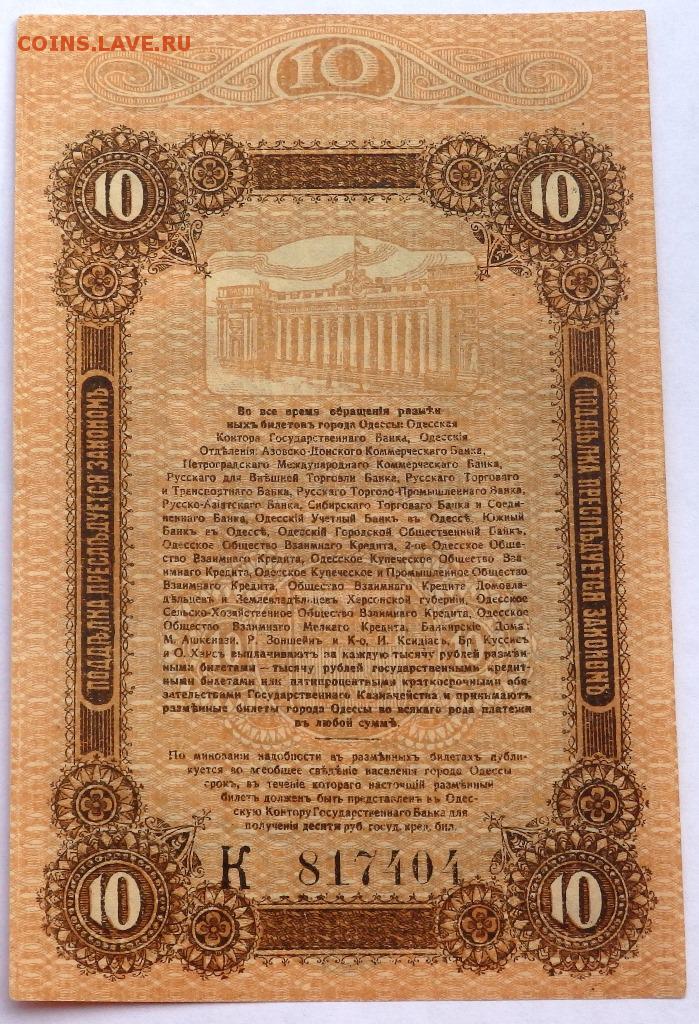 COINS.LAVE.RU
10
10
10
ПОДДѢЛКА ПРЕСЛѢДУЕТСЯ ЗАКОНОМЪ
ПОДДѢЛКА ПРЕСЛѢДУЕТСЯ ЗАКОНОМЪ
Во все время обращенія размѣн
ныхъ билетовъ города Одессы: Одесская
Контора Государственнаго Банка, Одесскія
Отдѣленія: Азовско-Донского Коммерческаго Банка,
Петроградскаго Международнаго Коммерческаго Банка,
Русскаго для Внѣшней Торговли Банка, Русскаго Торговаго
и Транспортнаго Банка, Русскаго Торгово-Промышленнаго Банка,
Русско-Азіатскаго Банка, Сибирскаго Торговаго Банка и Соеди-
неннаго Банка, Одесскій Учетный Банкъ въ Одессѣ, Южный
Банкъ въ Одессѣ, Одесскій Городской Общественный Банкъ,
Одесское Общество Взаимнаго Кредита, 2-ое Одесское Обще-
ство Взаимнаго Кредита, Одесское Купеческое Общество Вза-
имнаго Кредита, Одесское Купеческое и Промышленное Общество
Взаимнаго Кредита, Общество Взаимнаго Кредита Домовла-
дѣльцевъ и Землевладѣльцевъ Херсонской губерніи, Одесское
Сельско-Хозяйственное Общество Взаимнаго Кредита, Одесское
Общество Взаимнаго Мелкаго Кредита, Банкирскіе Дома:
М. Ашкенази, Р. Зоншейнъ и К-о, И. Ксидіасъ, Бр. Куссисъ
и О. Хаисъ выплачиваютъ за каждую тысячу рублей размѣн-
ными билетами – тысячу рублей государственными кредит-
ными билетами или пятипроцентными краткосрочными обя-
зательствами Государственнаго Казначейства и принимаютъ
размѣнные билеты города Одессы во всякаго рода платежи
въ любой суммѣ.
По миновании надобности въ размѣнныхъ билетахъ публи-
куется во всеобщее свѣдѣніе населенія города Одессы
срокъ, въ теченіе котораго настоящій размѣнный
билетъ долженъ быть представленъ въ Одес-
скую Контору Государственнаго Банка для
полученія десяти руб. госуд. кред. бил.
К 817404
10
10